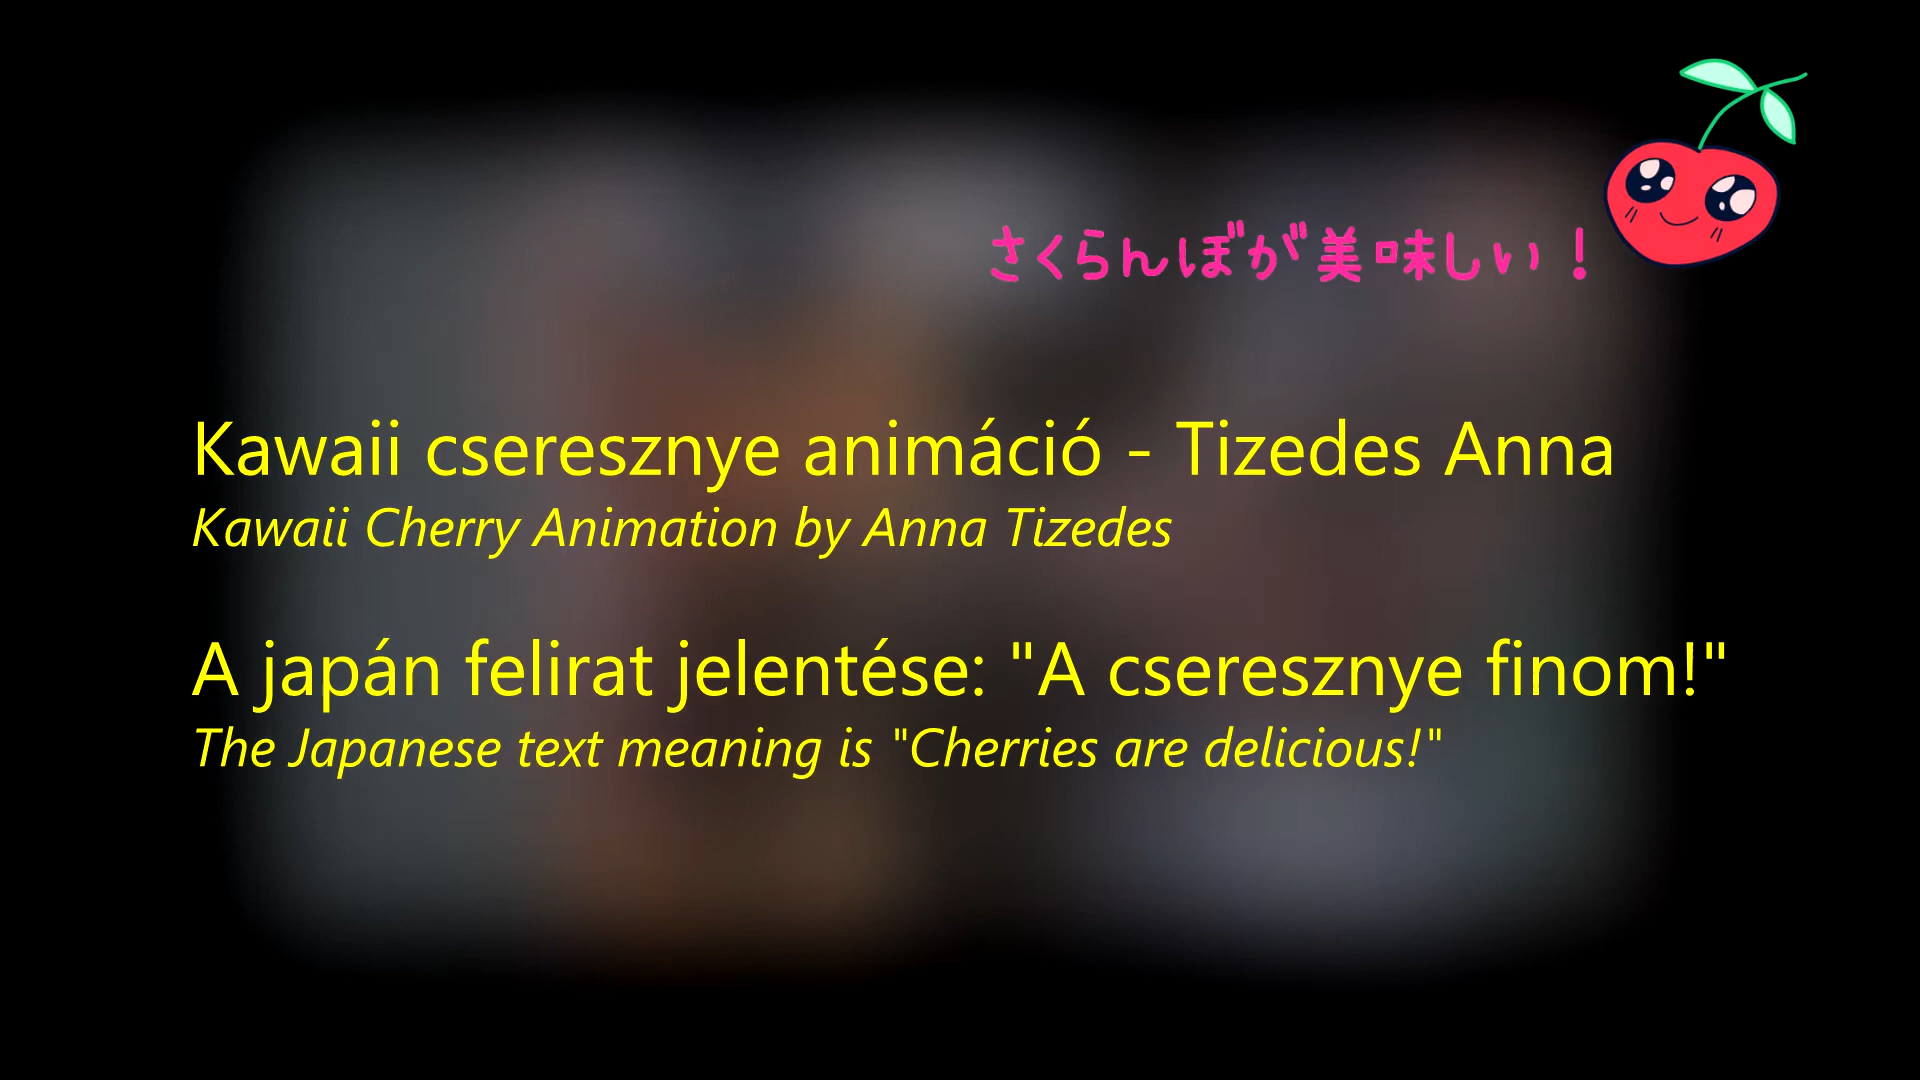 さくらんぼが美味しい！
Kawaii cseresznye animáció - Tizedes Anna
Kawaii Cherry Animation by Anna Tizedes
A japán felirat jelentése: "A cseresznye finom!"
The Japanese text meaning is "Cherries are delicious!"